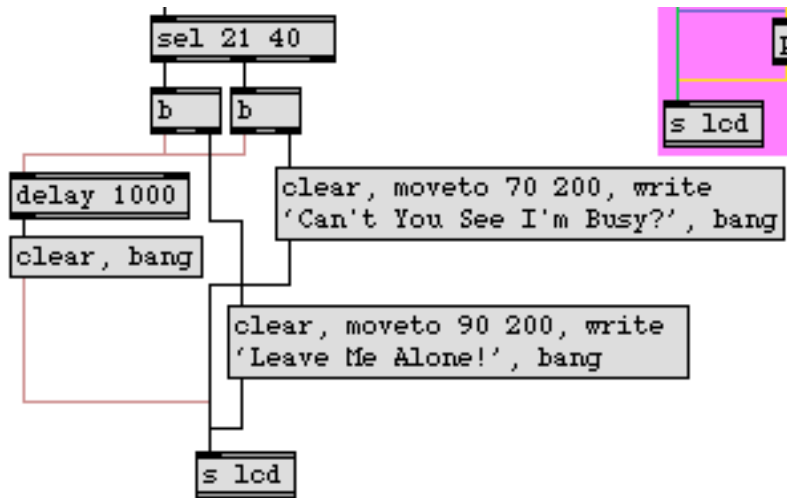 sel 21 40
b
b
s lcd
delay 1000
clear, moveto 70 200, write
‘Can't You See I'm Busy?’, bang
clear, bang
clear, moveto 90 200, write
‘Leave Me Alone!’, bang
s lcd